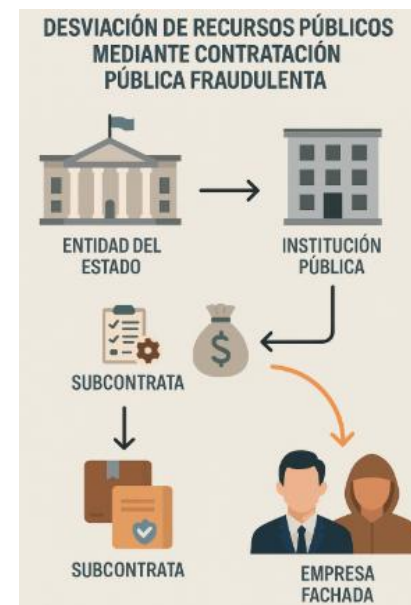 DESVIACIÓN DE RECURSOS PÚBLICOS
MEDIANTE CONTRATACIÓN
PÚBLICA FRAUDULENTA
ENTIDAD DEL
ESTADO
INSTITUCIÓN
PÚBLICA
$
SUBCONTRATA
SUBCONTRATA
EMPRESA
FACHADA